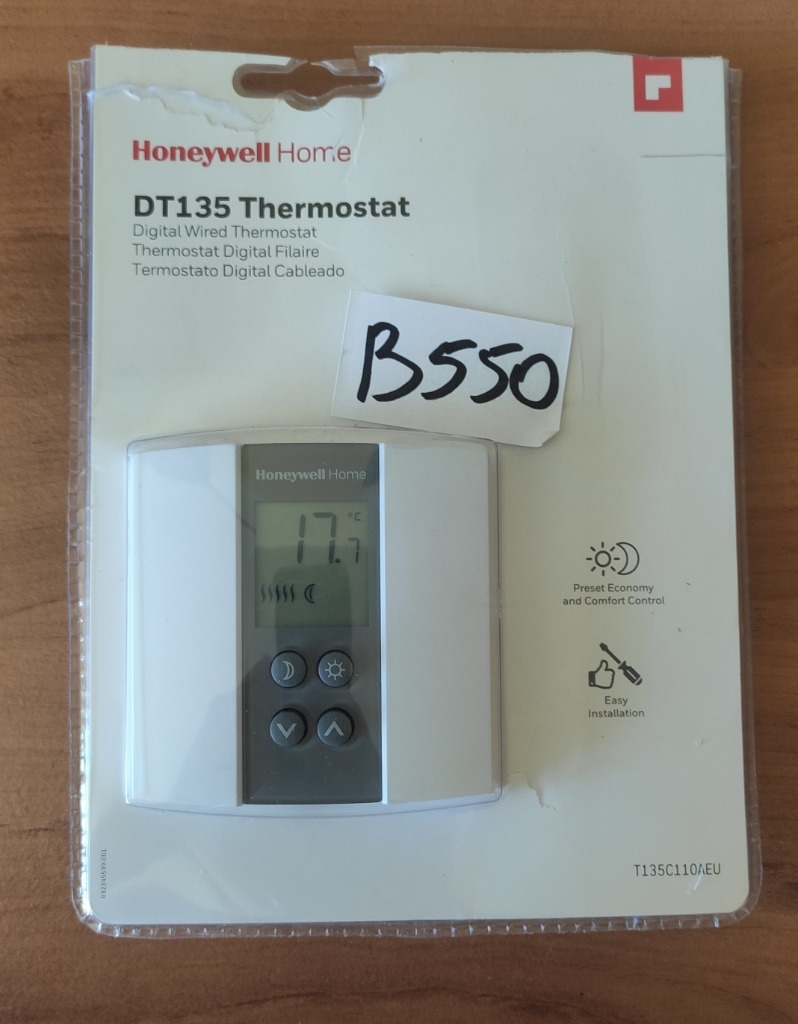 Honeywell Home
DT135 Thermostat
Digital Wired Thermostat
Thermostat Digital Filaire
Termostato Digital Cableado
B550
Honeywell Home
17.7 °C
Preset Economy
and Comfort Control
Easy
Installation
T135C110AEU